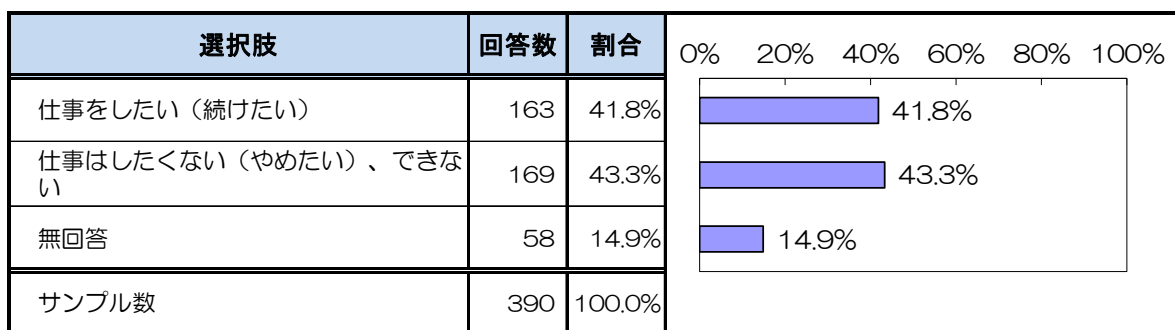 選択肢 回答数 割合
0% 20% 40% 60% 80% 100%
仕事をしたい（続けたい） 163 41.8% 41.8%
仕事はしたくない（やめたい）、できな
い 169 43.3% 43.3%
無回答 58 14.9% 14.9%
サンプル数 390 100.0%